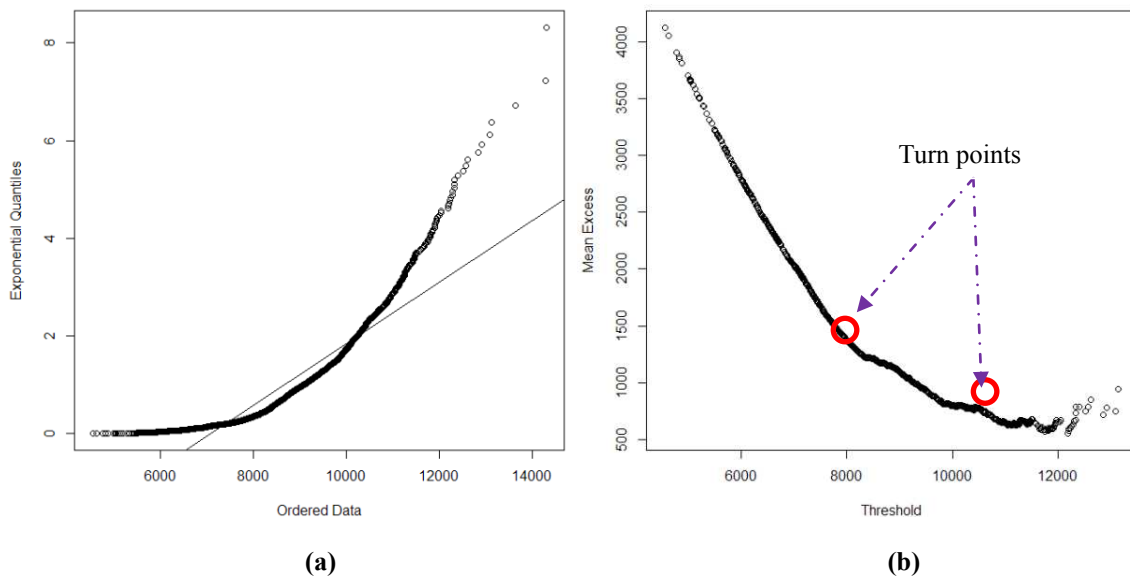 8
6
4
2
0
Exponential Quantiles
6000 8000 10000 12000 14000
Ordered Data
(a)
4000
3500
3000
2500
2000
1500
1000
500
Mean Excess
Turn points
6000 8000 10000 12000
Threshold
(b)